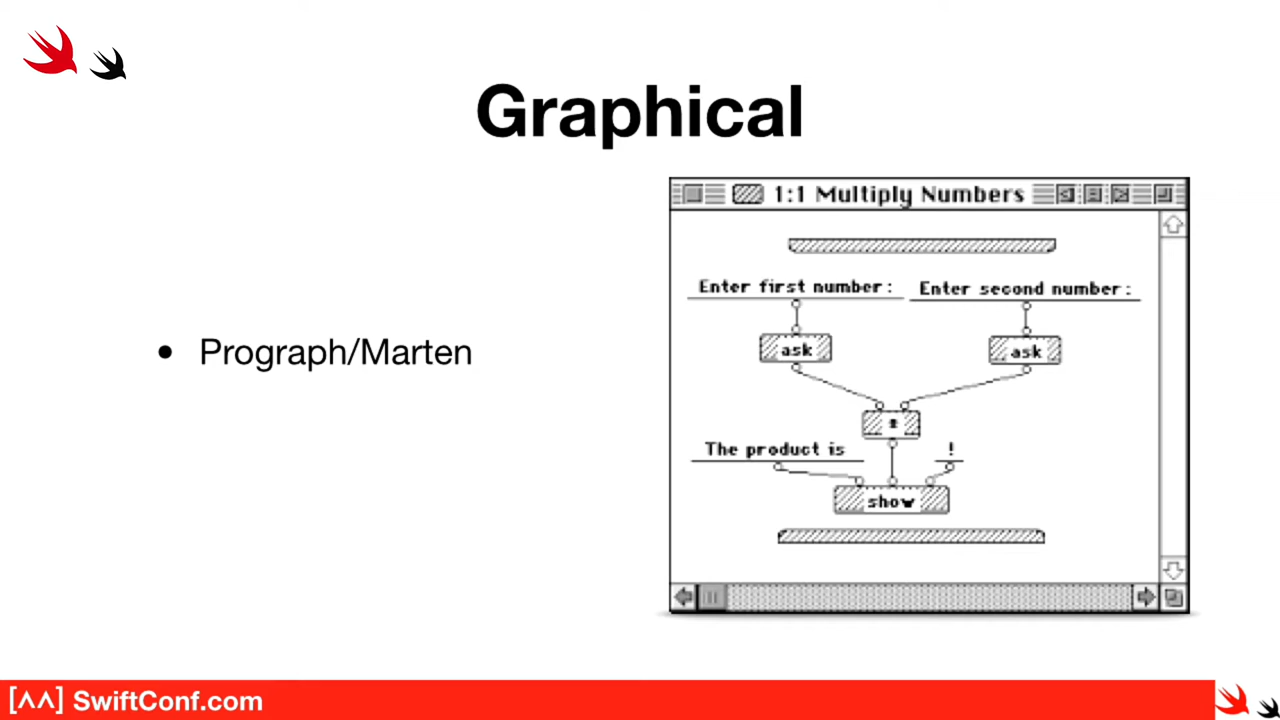 Graphical
1:1 Multiply Numbers
Enter first number:
Enter second number:
• Prograph/Marten
ask
ask
*
The product is
!
show
[^^] SwiftConf.com